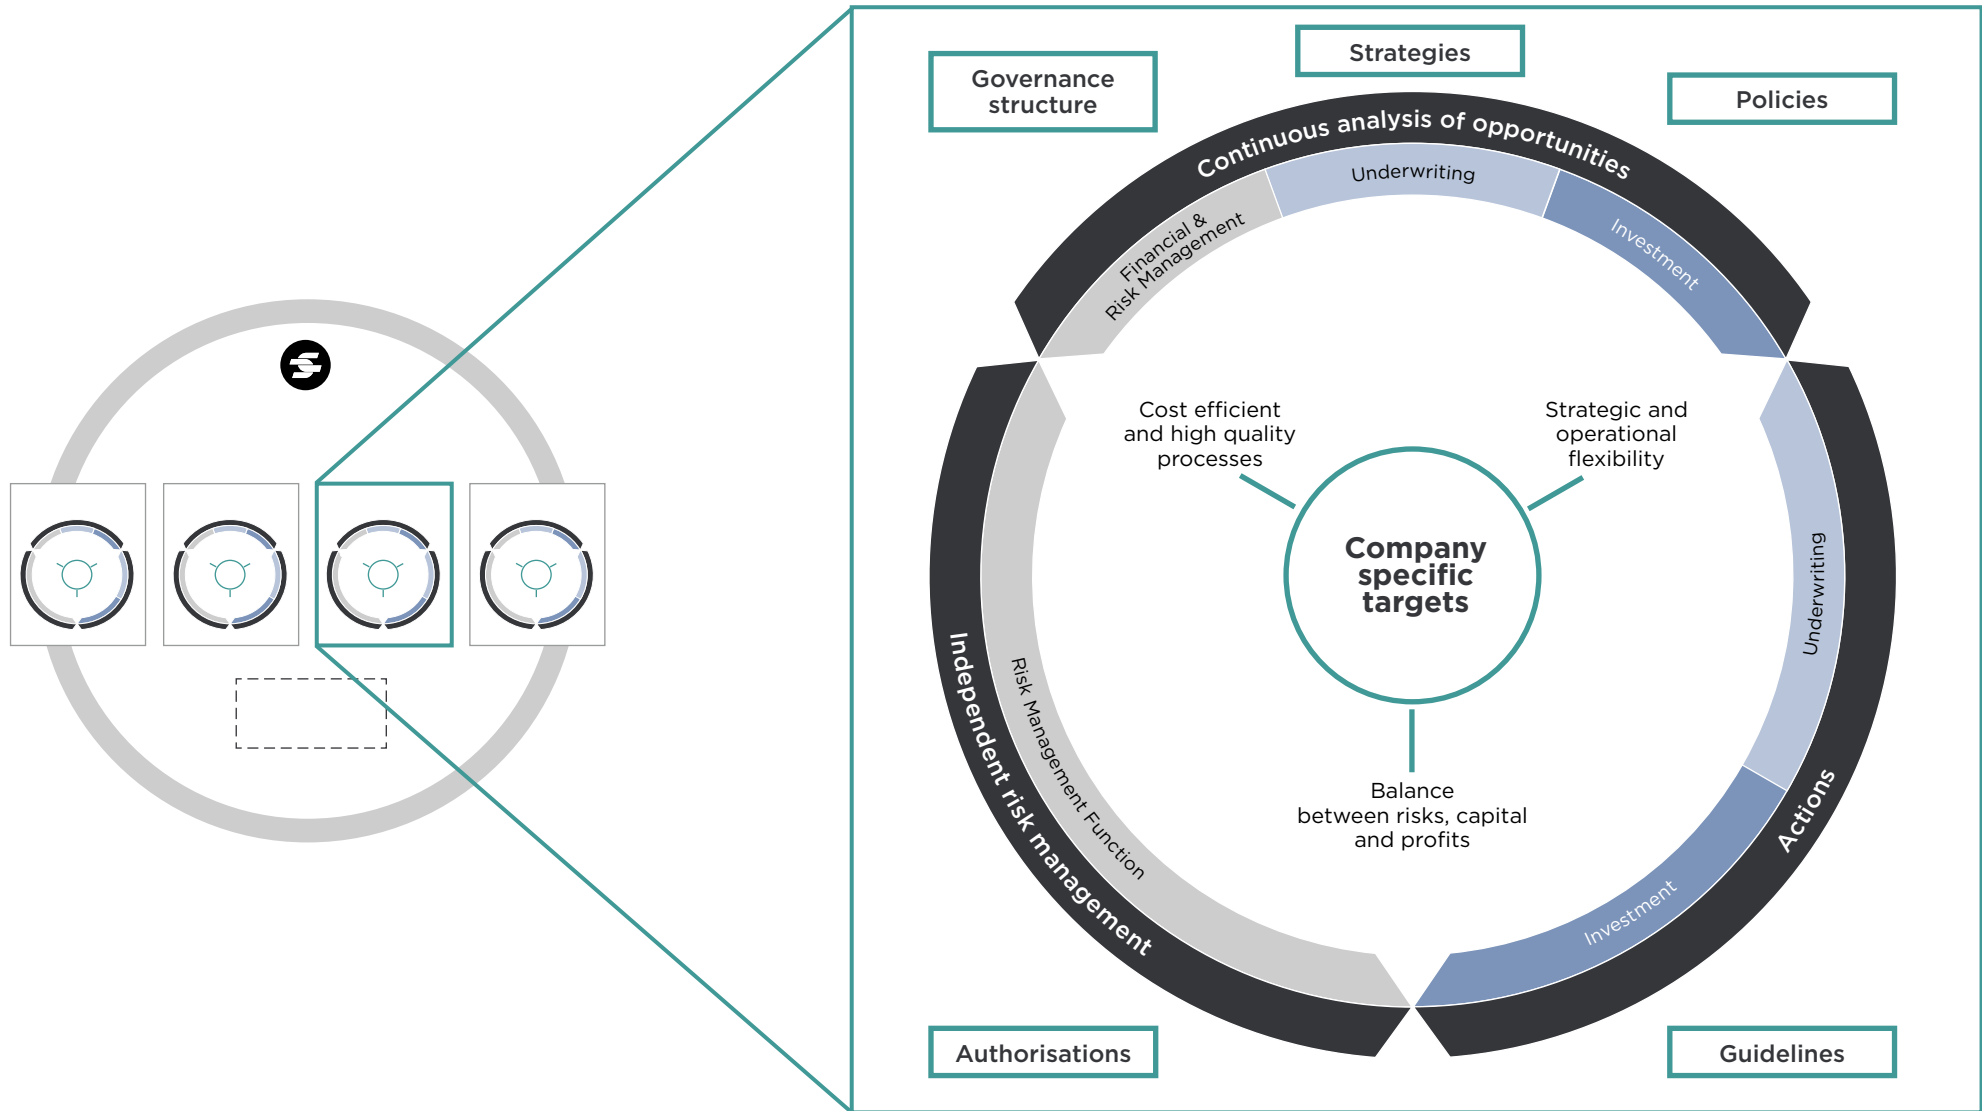 Strategies
Governance
structure
Policies
Continuous analysis of opportunities
Underwriting
Financial &
Risk Management
Investment
Cost efficient
and high quality
processes
Strategic and
operational
flexibility
Company
specific
targets
Underwriting
Independent risk management
Risk Management Function
Balance
between risks, capital
and profits
Actions
Investment
Authorisations
Guidelines